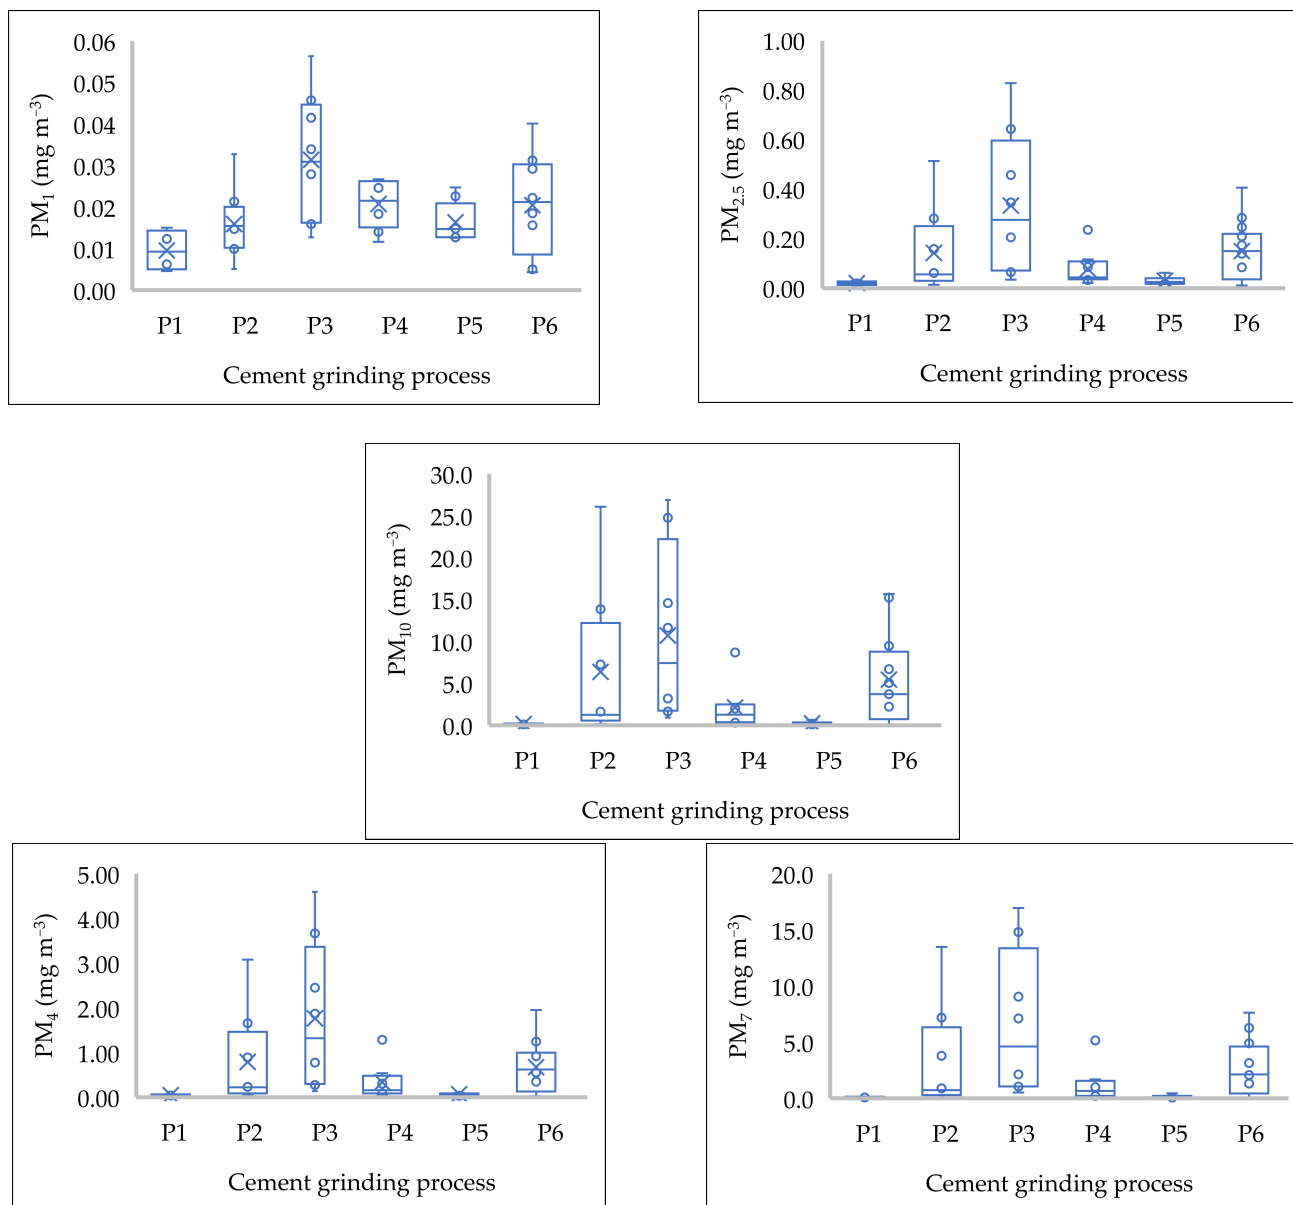 0.06
0.05
0.04
0.03
0.02
0.01
0.00
PM₁ (mg m⁻³)
P1 P2 P3 P4 P5 P6
Cement grinding process
1.00
0.80
0.60
0.40
0.20
0.00
PM₂.₅ (mg m⁻³)
P1 P2 P3 P4 P5 P6
Cement grinding process
30.0
25.0
20.0
15.0
10.0
5.0
0.0
PM₁₀ (mg m⁻³)
P1 P2 P3 P4 P5 P6
Cement grinding process
5.00
4.00
3.00
2.00
1.00
0.00
PM₄ (mg m⁻³)
P1 P2 P3 P4 P5 P6
Cement grinding process
20.0
15.0
10.0
5.0
0.0
PM₇ (mg m⁻³)
P1 P2 P3 P4 P5 P6
Cement grinding process